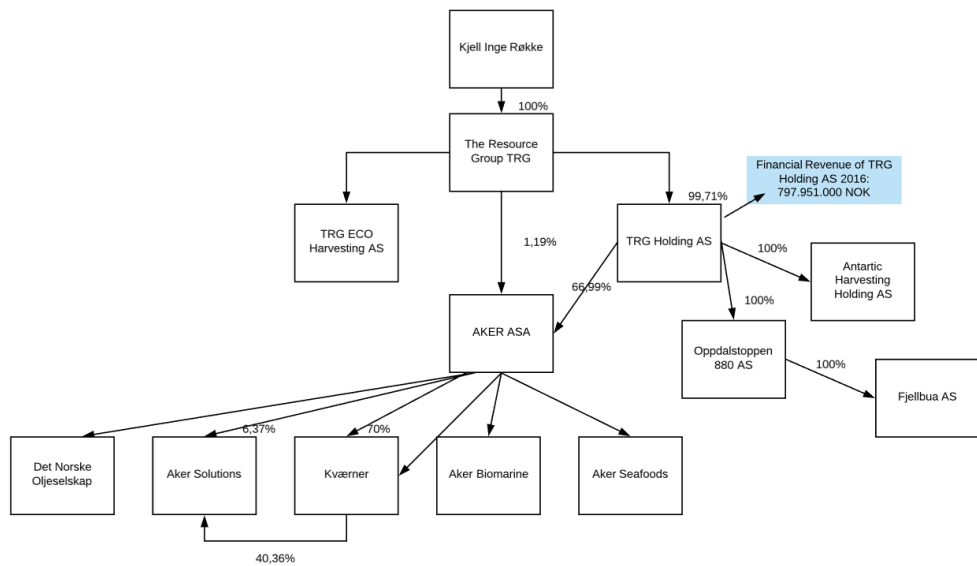 Kjell Inge Røkke
100%
The Resource
Group TRG
Financial Revenue of TRG
Holding AS 2016:
797.951.000 NOK
99,71%
TRG ECO
Harvesting AS
1,19%
TRG Holding AS
100%
Antartic
Harvesting
Holding AS
66,99%
100%
AKER ASA
Oppdalstoppen
880 AS
100%
Fjellbua AS
6,37%
70%
Det Norske
Oljeselskap
Aker Solutions
Kværner
Aker Biomarine
Aker Seafoods
40,36%